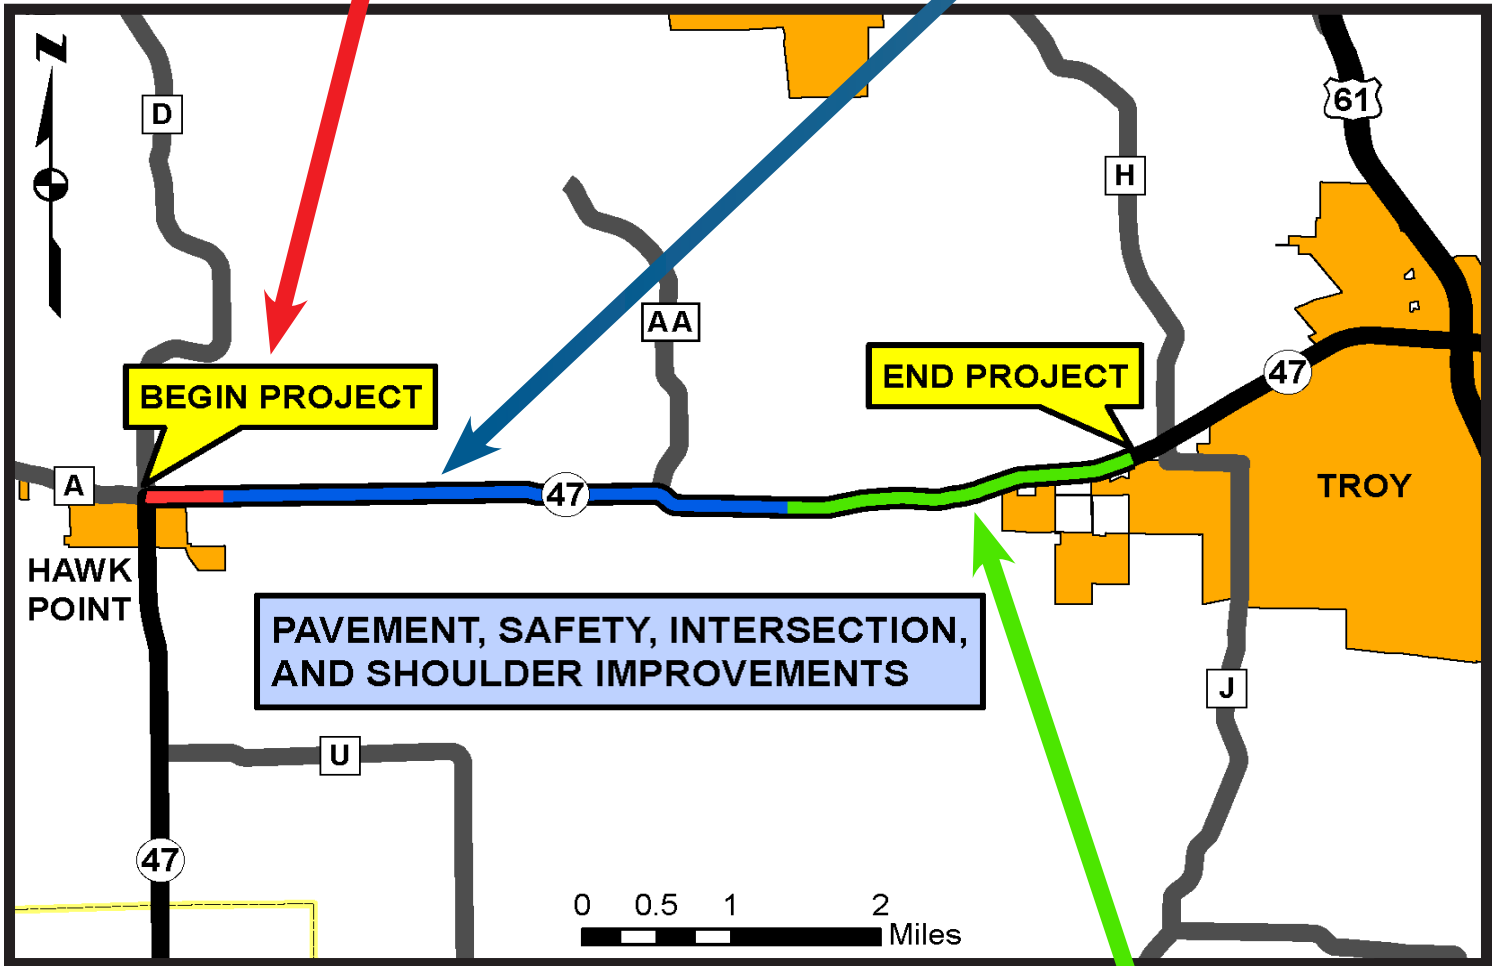 N
D
61
H
AA
BEGIN PROJECT
END PROJECT
47
A
47
TROY
HAWK
POINT
PAVEMENT, SAFETY, INTERSECTION,
AND SHOULDER IMPROVEMENTS
J
U
47
0 0.5 1 2
Miles